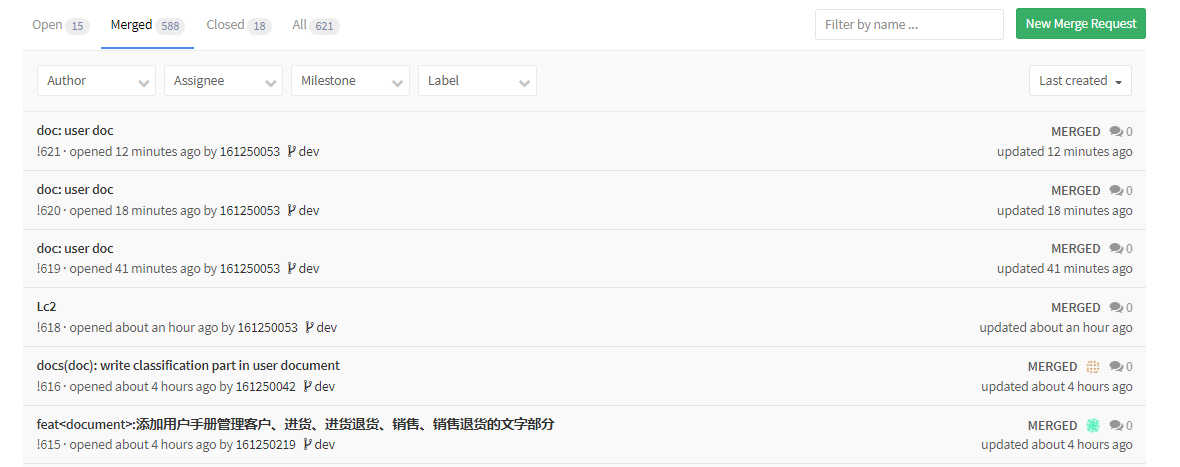 Open 15 Merged 588 Closed 18 All 621 Filter by name ... New Merge Request
Author Assignee Milestone Label Last created
doc: user doc MERGED 0
!621 · opened 12 minutes ago by 161250053 dev updated 12 minutes ago
doc: user doc MERGED 0
!620 · opened 18 minutes ago by 161250053 dev updated 18 minutes ago
doc: user doc MERGED 0
!619 · opened 41 minutes ago by 161250053 dev updated 41 minutes ago
Lc2 MERGED 0
!618 · opened about an hour ago by 161250053 dev updated about an hour ago
docs(doc): write classification part in user document MERGED 0
!616 · opened about 4 hours ago by 161250042 dev updated about 4 hours ago
feat<document>:添加用户手册管理客户、进货、进货退货、销售、销售退货的文字部分 MERGED 0
!615 · opened about 4 hours ago by 161250219 dev updated about 4 hours ago